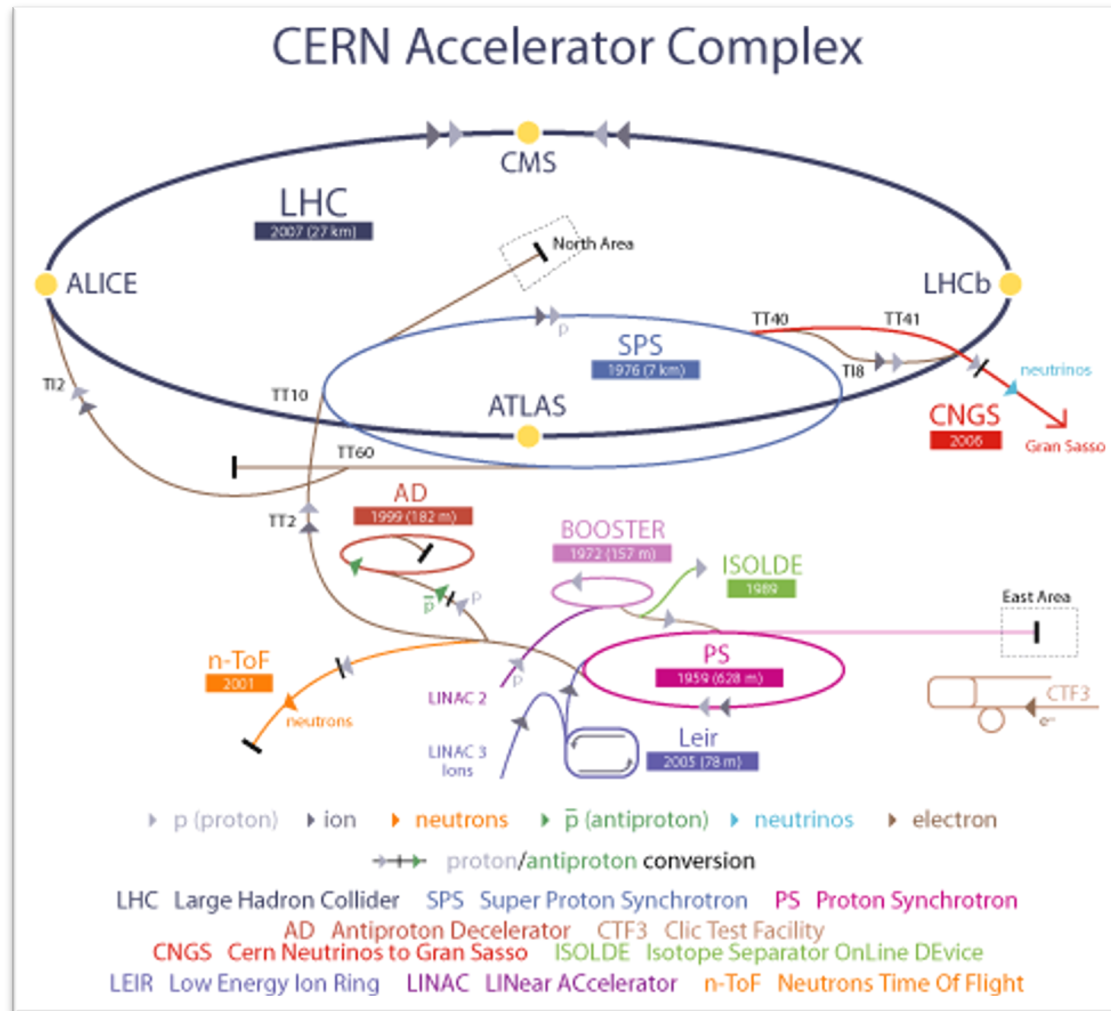 CERN Accelerator Complex
CMS
LHC
2007 (27 km)
North Area
ALICE
LHCb
p
TT40
TT41
SPS
1976 (7 km)
TI8
neutrinos
TI2
TT10
ATLAS
CNGS
2006
Gran Sasso
TT60
AD
1999 (182 m)
TT2
BOOSTER
1972 (157 m)
ISOLDE
1989
p̅
p
East Area
n-ToF
2001
p
PS
1959 (628 m)
LINAC 2
neutrons
CTF3
e-
Leir
2005 (78 m)
LINAC 3
Ions
p (proton) ion neutrons p̅ (antiproton) neutrinos electron
proton/antiproton conversion
LHC Large Hadron Collider SPS Super Proton Synchrotron PS Proton Synchrotron
AD Antiproton Decelerator CTF3 Clic Test Facility
CNGS Cern Neutrinos to Gran Sasso ISOLDE Isotope Separator OnLine DEvice
LEIR Low Energy Ion Ring LINAC LINear ACcelerator n-ToF Neutrons Time Of Flight